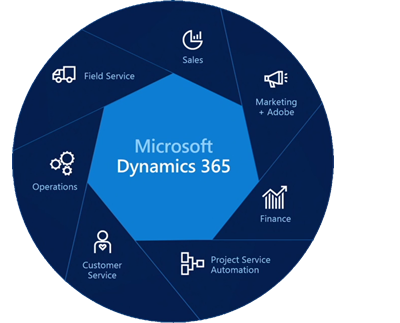 Sales
Field Service
Marketing
+ Adobe
Microsoft
Dynamics 365
Operations
Finance
Customer
Service
Project Service
Automation